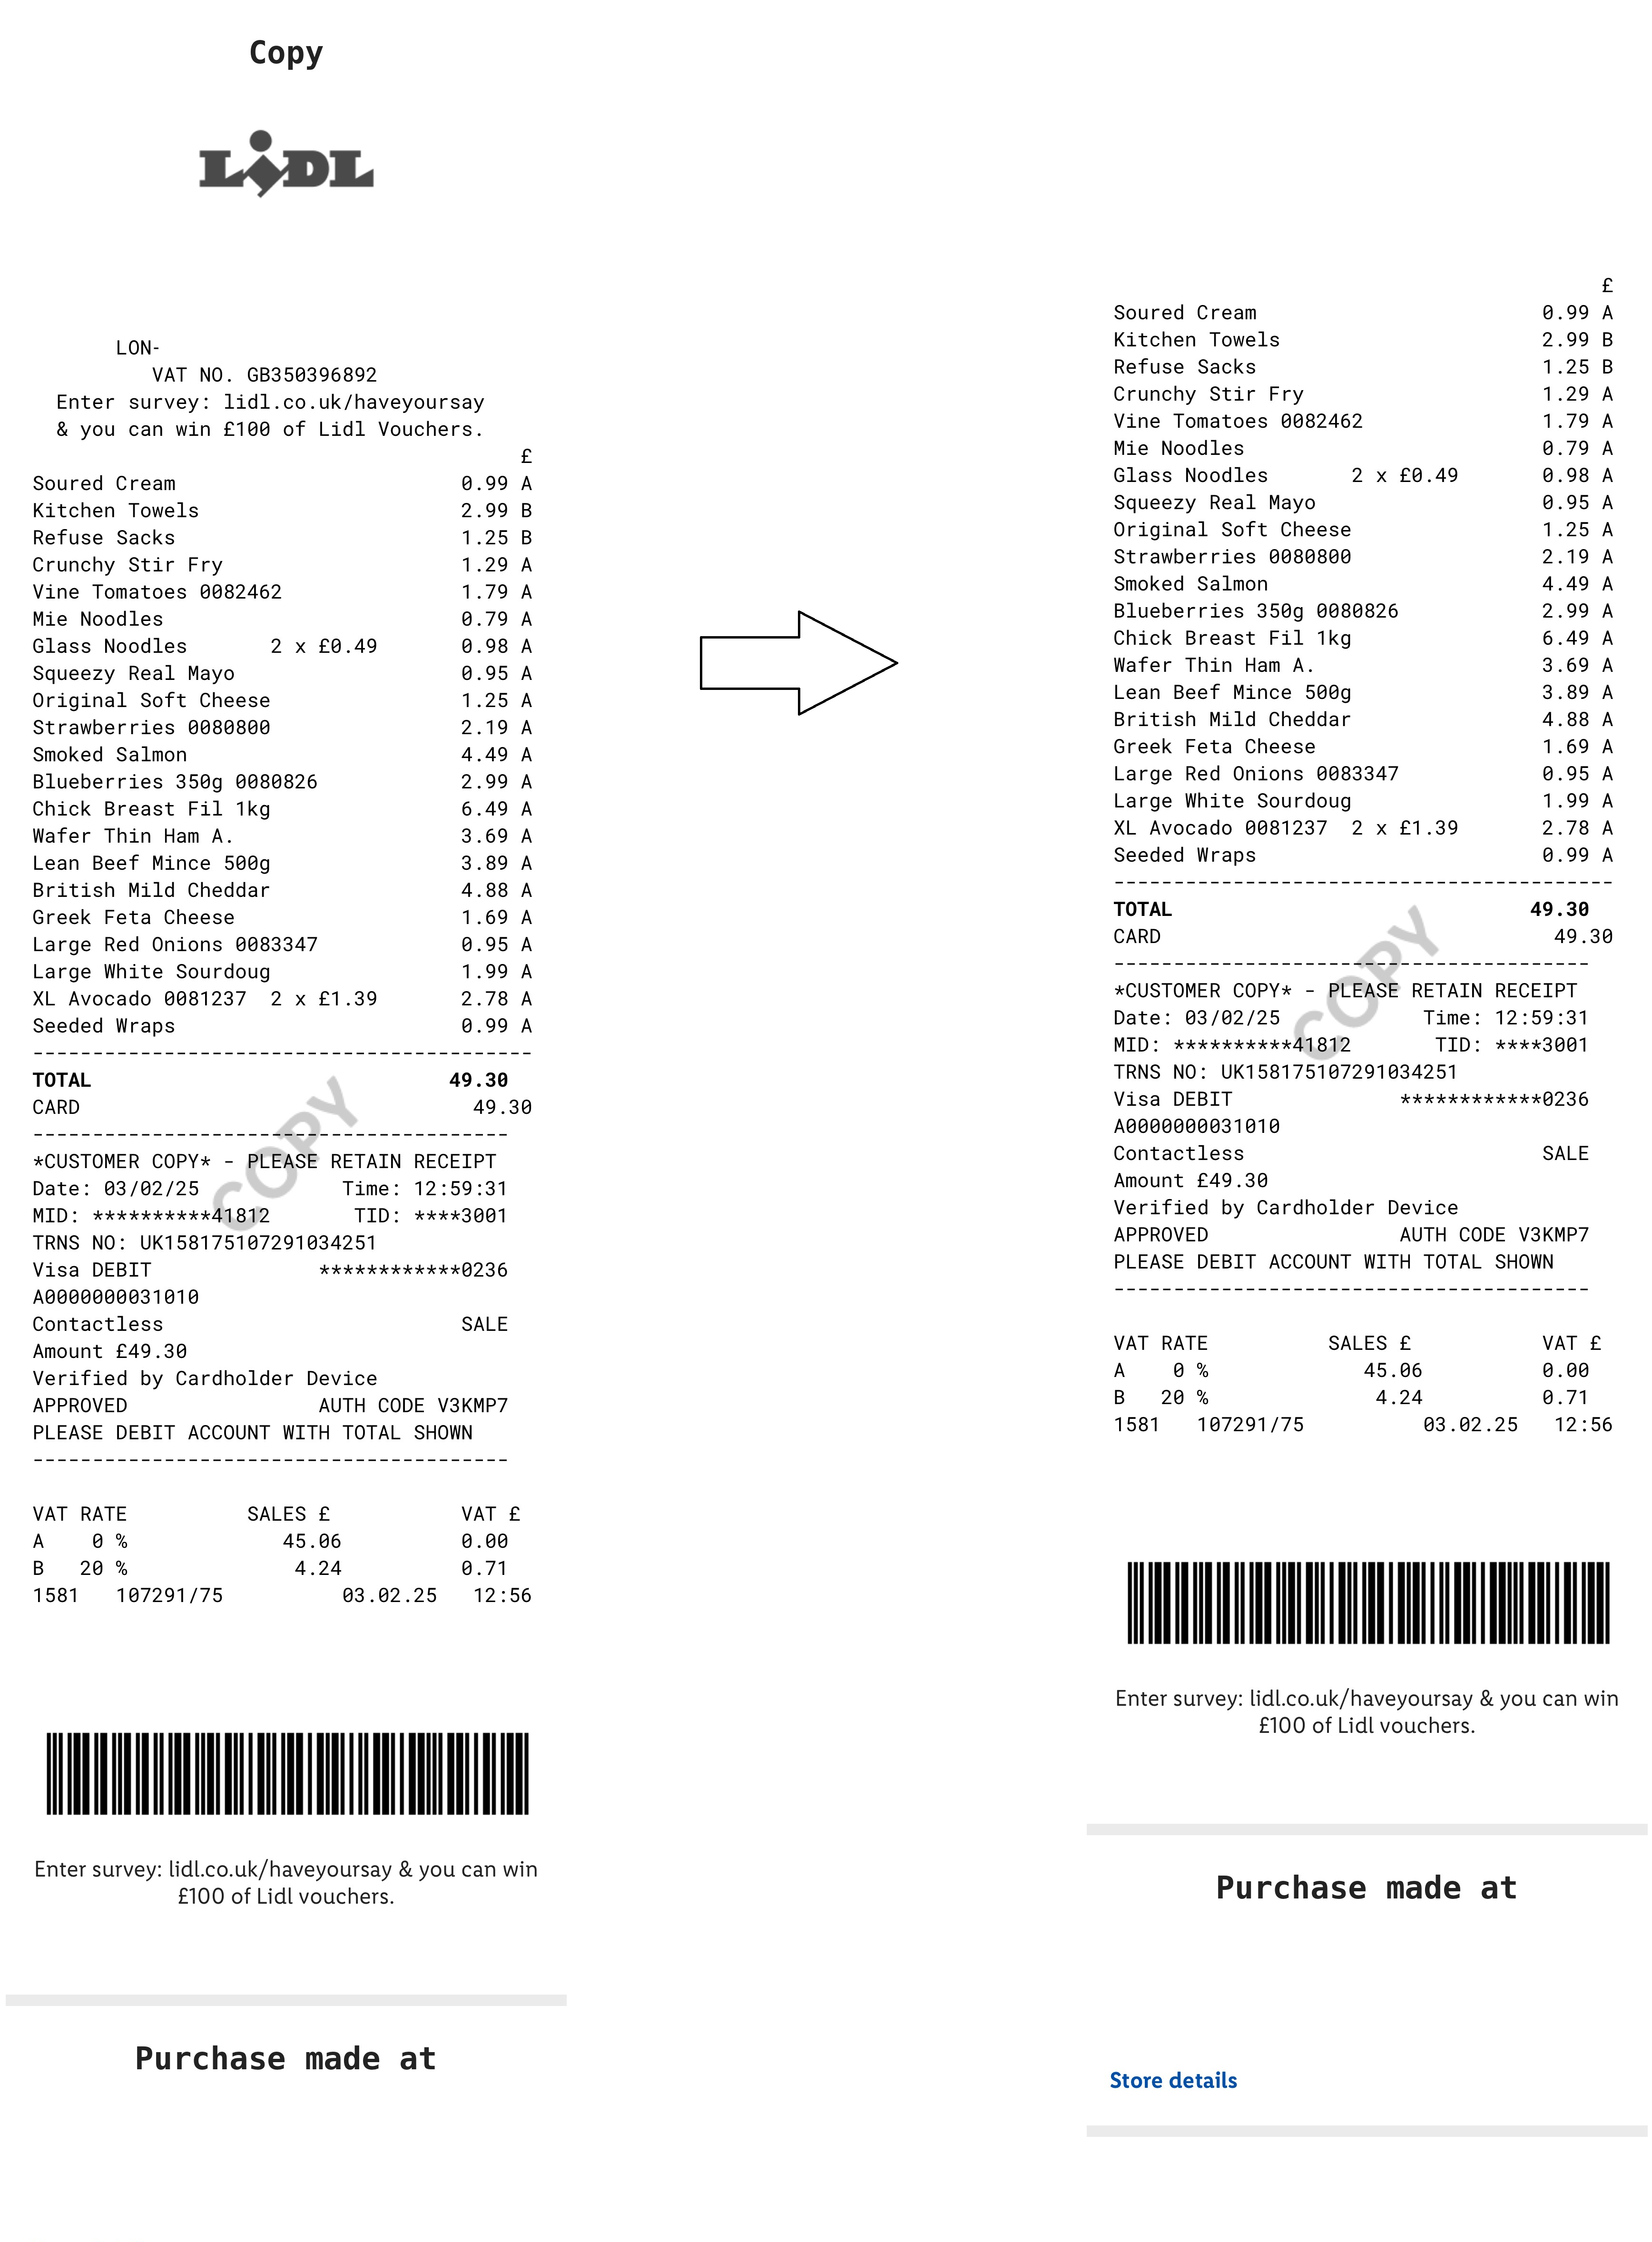 Copy
LiDL
LON-
VAT NO. GB350396892
Enter survey: lidl.co.uk/haveyoursay
& you can win £100 of Lidl Vouchers.
£
Soured Cream 0.99 A
Kitchen Towels 2.99 B
Refuse Sacks 1.25 B
Crunchy Stir Fry 1.29 A
Vine Tomatoes 0082462 1.79 A
Mie Noodles 0.79 A
Glass Noodles 2 x £0.49 0.98 A
Squeezy Real Mayo 0.95 A
Original Soft Cheese 1.25 A
Strawberries 0080800 2.19 A
Smoked Salmon 4.49 A
Blueberries 350g 0080826 2.99 A
Chick Breast Fil 1kg 6.49 A
Wafer Thin Ham A. 3.69 A
Lean Beef Mince 500g 3.89 A
British Mild Cheddar 4.88 A
Greek Feta Cheese 1.69 A
Large Red Onions 0083347 0.95 A
Large White Sourdoug 1.99 A
XL Avocado 0081237 2 x £1.39 2.78 A
Seeded Wraps 0.99 A
------------------------------------------
TOTAL 49.30
CARD 49.30
----------------------------------------
*CUSTOMER COPY* - PLEASE RETAIN RECEIPT
Date: 03/02/25 Time: 12:59:31
MID: **********41812 TID: ****3001
TRNS NO: UK158175107291034251
Visa DEBIT ************0236
A0000000031010
Contactless SALE
Amount £49.30
Verified by Cardholder Device
APPROVED AUTH CODE V3KMP7
PLEASE DEBIT ACCOUNT WITH TOTAL SHOWN
----------------------------------------
COPY
VAT RATE SALES £ VAT £
A 0 % 45.06 0.00
B 20 % 4.24 0.71
1581 107291/75 03.02.25 12:56
Enter survey: lidl.co.uk/haveyoursay & you can win
£100 of Lidl vouchers.
Purchase made at
£
Soured Cream 0.99 A
Kitchen Towels 2.99 B
Refuse Sacks 1.25 B
Crunchy Stir Fry 1.29 A
Vine Tomatoes 0082462 1.79 A
Mie Noodles 0.79 A
Glass Noodles 2 x £0.49 0.98 A
Squeezy Real Mayo 0.95 A
Original Soft Cheese 1.25 A
Strawberries 0080800 2.19 A
Smoked Salmon 4.49 A
Blueberries 350g 0080826 2.99 A
Chick Breast Fil 1kg 6.49 A
Wafer Thin Ham A. 3.69 A
Lean Beef Mince 500g 3.89 A
British Mild Cheddar 4.88 A
Greek Feta Cheese 1.69 A
Large Red Onions 0083347 0.95 A
Large White Sourdoug 1.99 A
XL Avocado 0081237 2 x £1.39 2.78 A
Seeded Wraps 0.99 A
------------------------------------------
TOTAL 49.30
CARD 49.30
----------------------------------------
*CUSTOMER COPY* - PLEASE RETAIN RECEIPT
Date: 03/02/25 Time: 12:59:31
MID: **********41812 TID: ****3001
TRNS NO: UK158175107291034251
Visa DEBIT ************0236
A0000000031010
Contactless SALE
Amount £49.30
Verified by Cardholder Device
APPROVED AUTH CODE V3KMP7
PLEASE DEBIT ACCOUNT WITH TOTAL SHOWN
----------------------------------------
COPY
VAT RATE SALES £ VAT £
A 0 % 45.06 0.00
B 20 % 4.24 0.71
1581 107291/75 03.02.25 12:56
Enter survey: lidl.co.uk/haveyoursay & you can win
£100 of Lidl vouchers.
Purchase made at
Store details